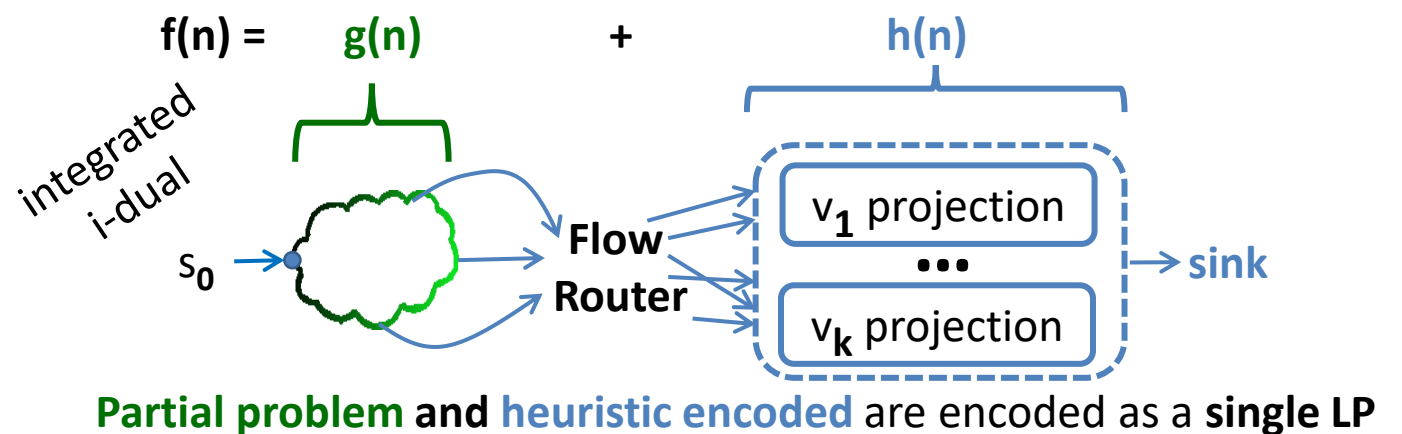 f(n) = g(n) + h(n)
integrated
i-dual
s0
Flow
Router
v1 projection
...
vk projection
sink
Partial problem and heuristic encoded are encoded as a single LP